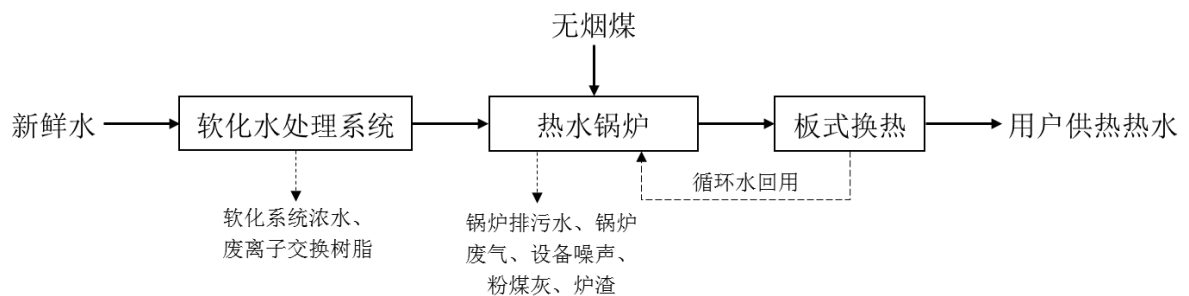 无烟煤
新鲜水
软化水处理系统
热水锅炉
板式换热
用户供热热水
循环水回用
软化系统浓水、
废离子交换树脂
锅炉排污水、锅炉
废气、设备噪声、
粉煤灰、炉渣